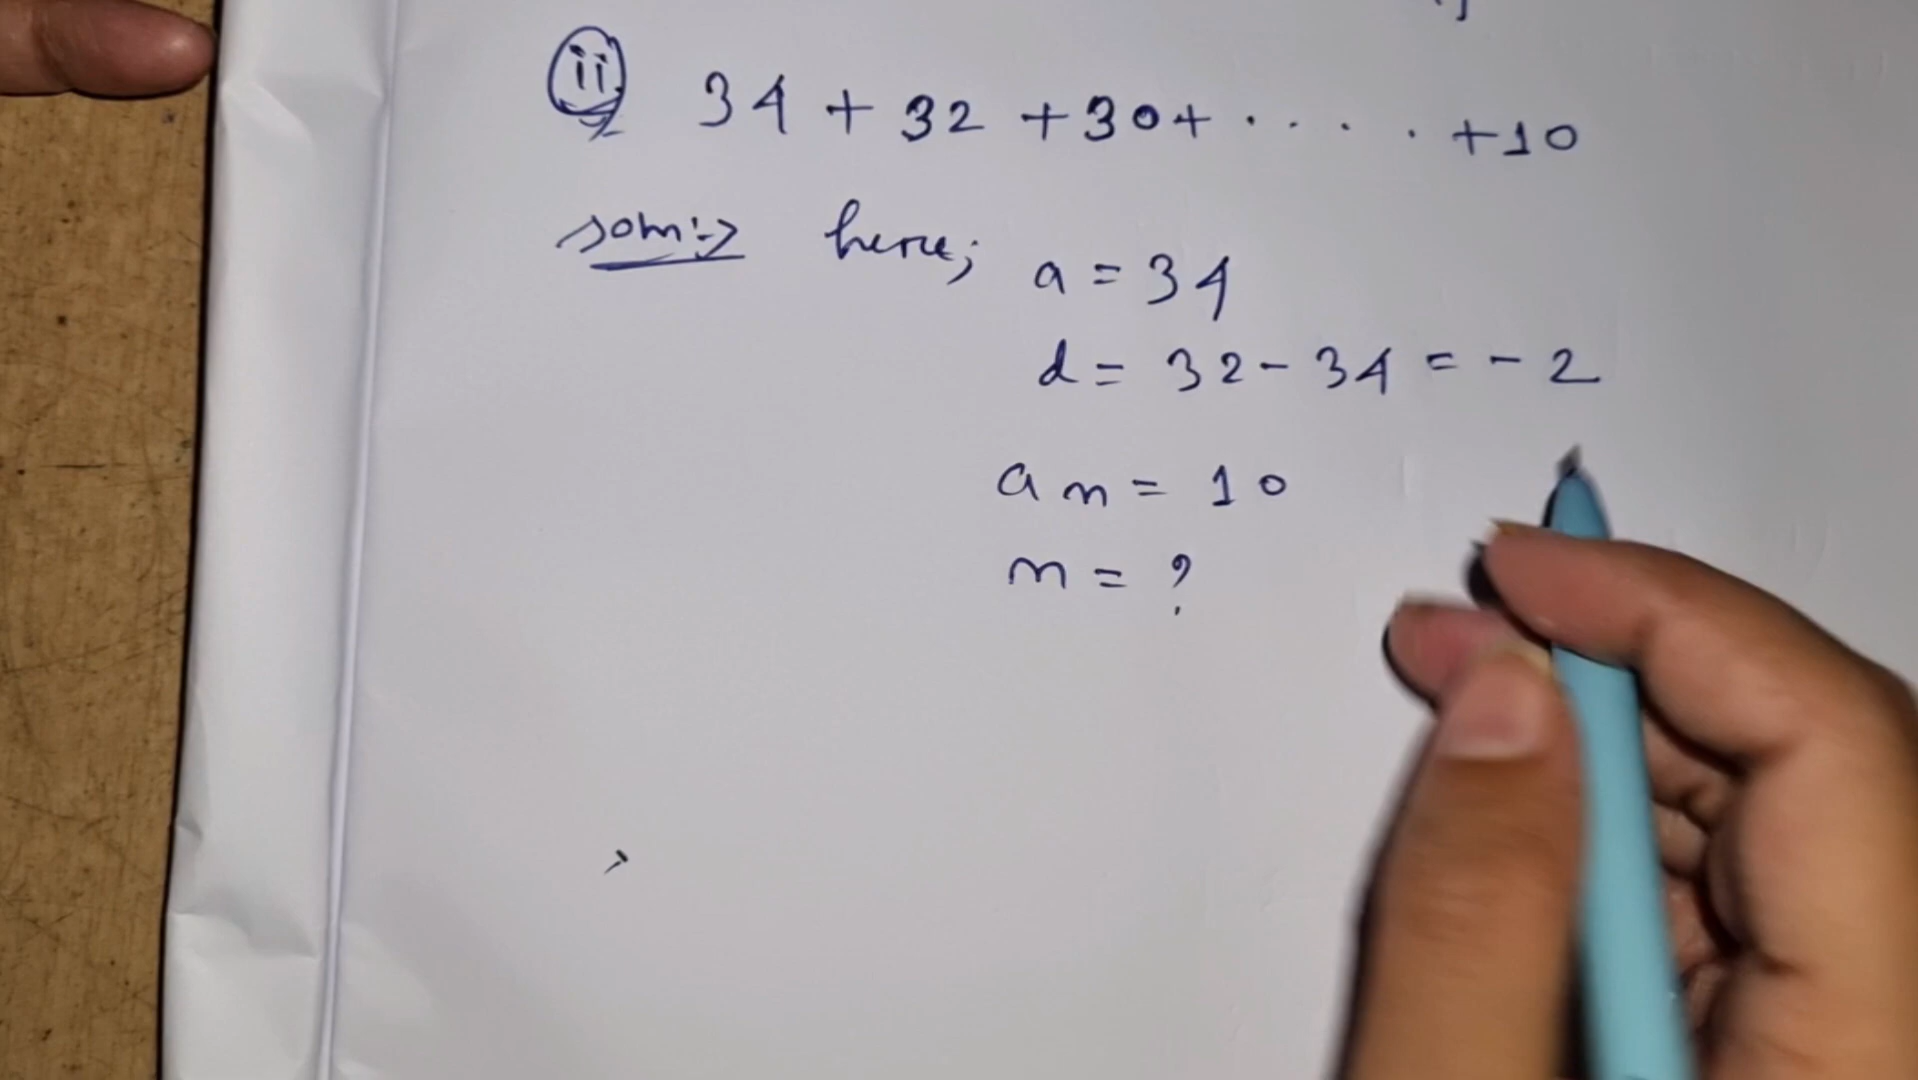 ii 34 + 32 + 30 + . . . . . + 10
soln:-> here; a = 34
d = 32 - 34 = - 2
an = 10
n = ?